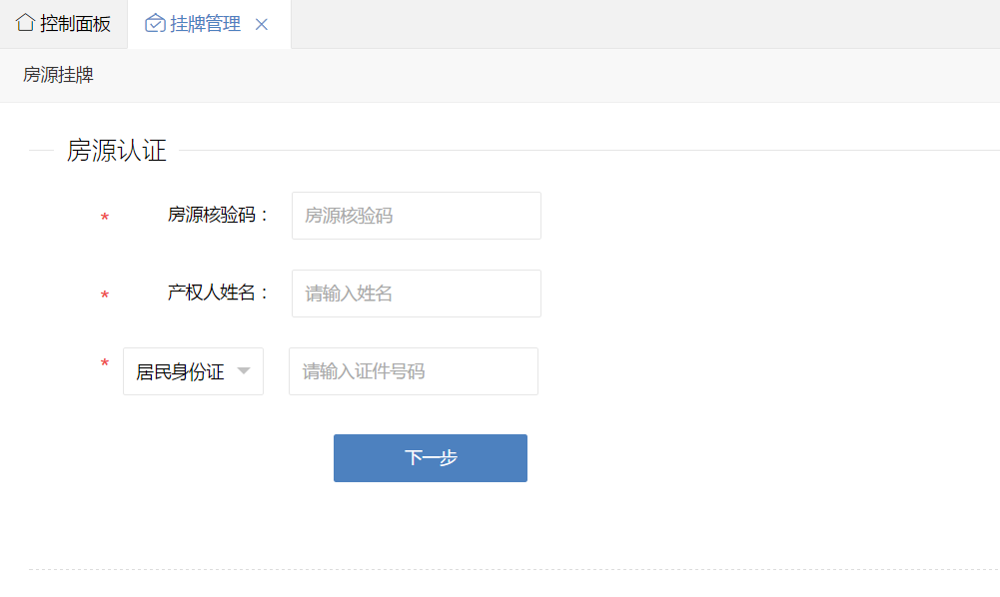 控制面板 挂牌管理
房源挂牌
房源认证
* 房源核验码： 房源核验码
* 产权人姓名： 请输入姓名
* 居民身份证 请输入证件号码
下一步